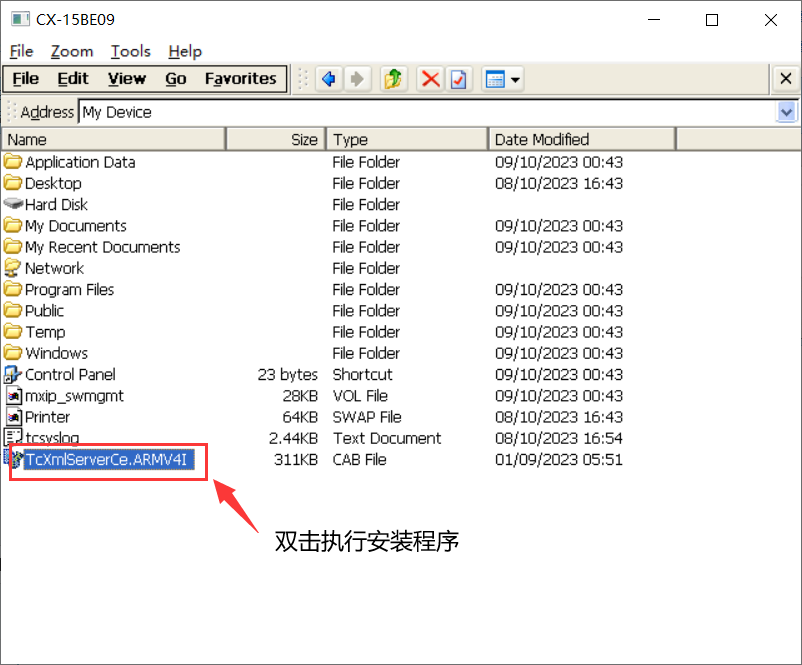 CX-15BE09
File Zoom Tools Help
File Edit View Go Favorites
Address My Device
Name Size Type Date Modified
Application Data File Folder 09/10/2023 00:43
Desktop File Folder 08/10/2023 16:43
Hard Disk File Folder
My Documents File Folder 09/10/2023 00:43
My Recent Documents File Folder 09/10/2023 00:43
Network File Folder
Program Files File Folder 09/10/2023 00:43
Public File Folder 09/10/2023 00:43
Temp File Folder 09/10/2023 00:43
Windows File Folder 09/10/2023 00:43
Control Panel 23 bytes Shortcut 09/10/2023 00:43
mxip_swmgmt 28KB VOL File 09/10/2023 00:43
Printer 64KB SWAP File 08/10/2023 16:43
tcsyslog 2.44KB Text Document 08/10/2023 16:54
TcXmlServerCe.ARMV4I 311KB CAB File 01/09/2023 05:51
双击执行安装程序